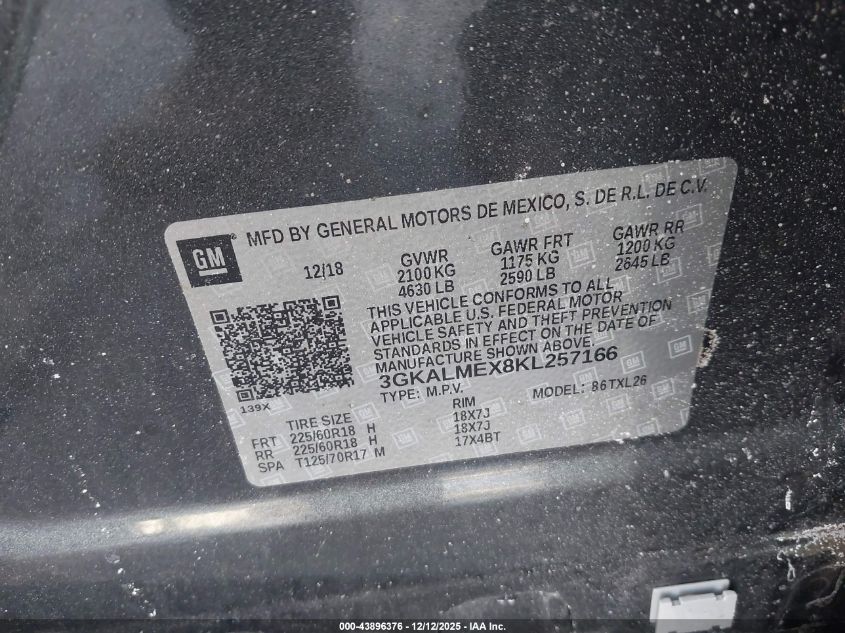 GM
MFD BY GENERAL MOTORS DE MEXICO, S. DE R.L. DE C.V.
12/18
GVWR
2100 KG
4630 LB
GAWR FRT
1175 KG
2590 LB
GAWR RR
1200 KG
2645 LB
THIS VEHICLE CONFORMS TO ALL
APPLICABLE U.S. FEDERAL MOTOR
VEHICLE SAFETY AND THEFT PREVENTION
STANDARDS IN EFFECT ON THE DATE OF
MANUFACTURE SHOWN ABOVE.
3GKALMEX8KL257166
TYPE: M.P.V. MODEL: 86TXL26
139X
TIRE SIZE RIM
FRT 225/60R18 H 18X7J
RR 225/60R18 H 18X7J
SPA T125/70R17 M 17X4BT
000-43896376 - 12/12/2025 - IAA Inc.